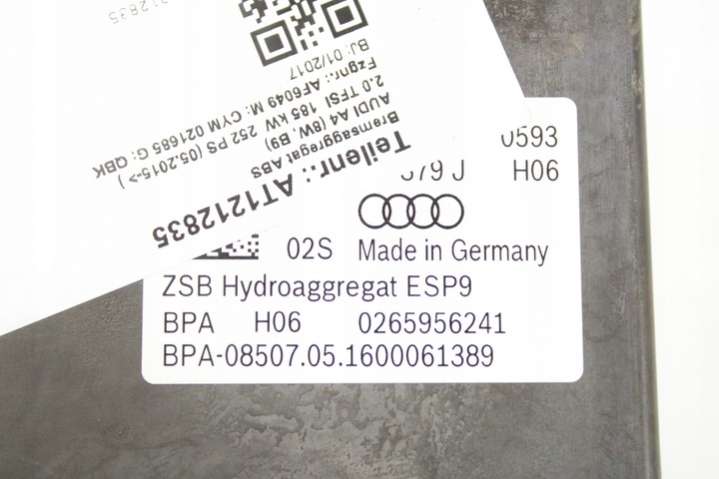 Teilenr.: AT1212835
Bremsaggregat ABS
AUDI A4 (8W, B9)
2.0 TFSI 185 kW 252 PS (05.2015->)
Fzgnr.: AF6049 M: CYM 021685 G: QBK
BJ: 01/2017
0593
H06
02S Made in Germany
ZSB Hydroaggregat ESP9
BPA H06 0265956241
BPA-08507.05.1600061389